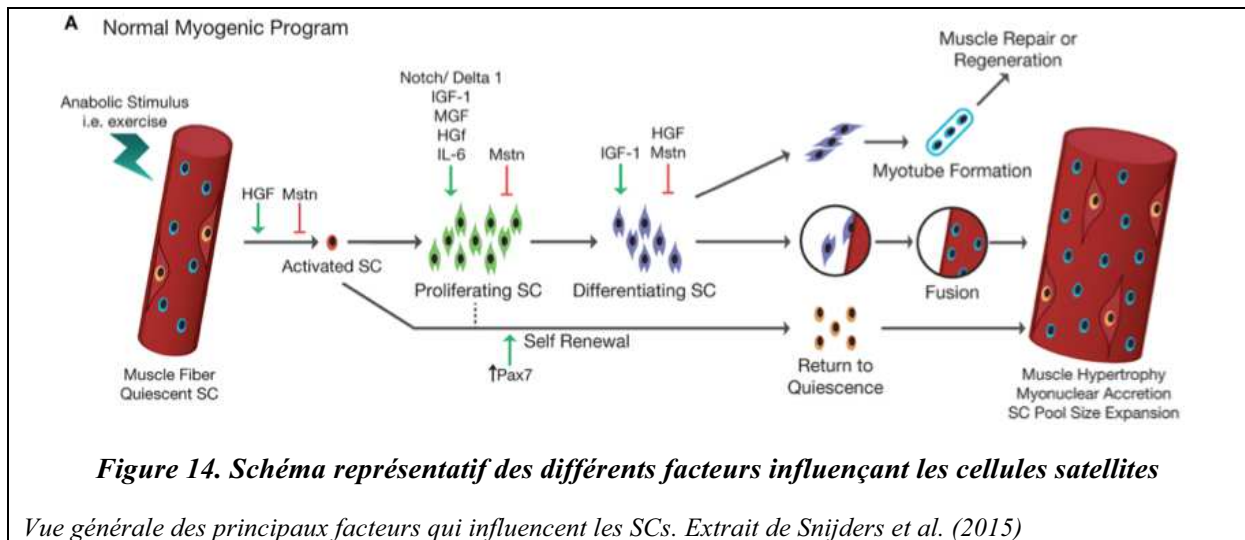 A Normal Myogenic Program
Anabolic Stimulus
i.e. exercise
HGF Mstn
Muscle Fiber
Quiescent SC
Activated SC
Notch/ Delta 1
IGF-1
MGF
HGf
IL-6
Mstn
Proliferating SC
IGF-1
HGF
Mstn
Differentiating SC
Self Renewal
↑Pax7
Muscle Repair or
Regeneration
Myotube Formation
Fusion
Return to
Quiescence
Muscle Hypertrophy
Myonuclear Accretion
SC Pool Size Expansion
Figure 14. Schéma représentatif des différents facteurs influençant les cellules satellites
Vue générale des principaux facteurs qui influencent les SCs. Extrait de Snijders et al. (2015)